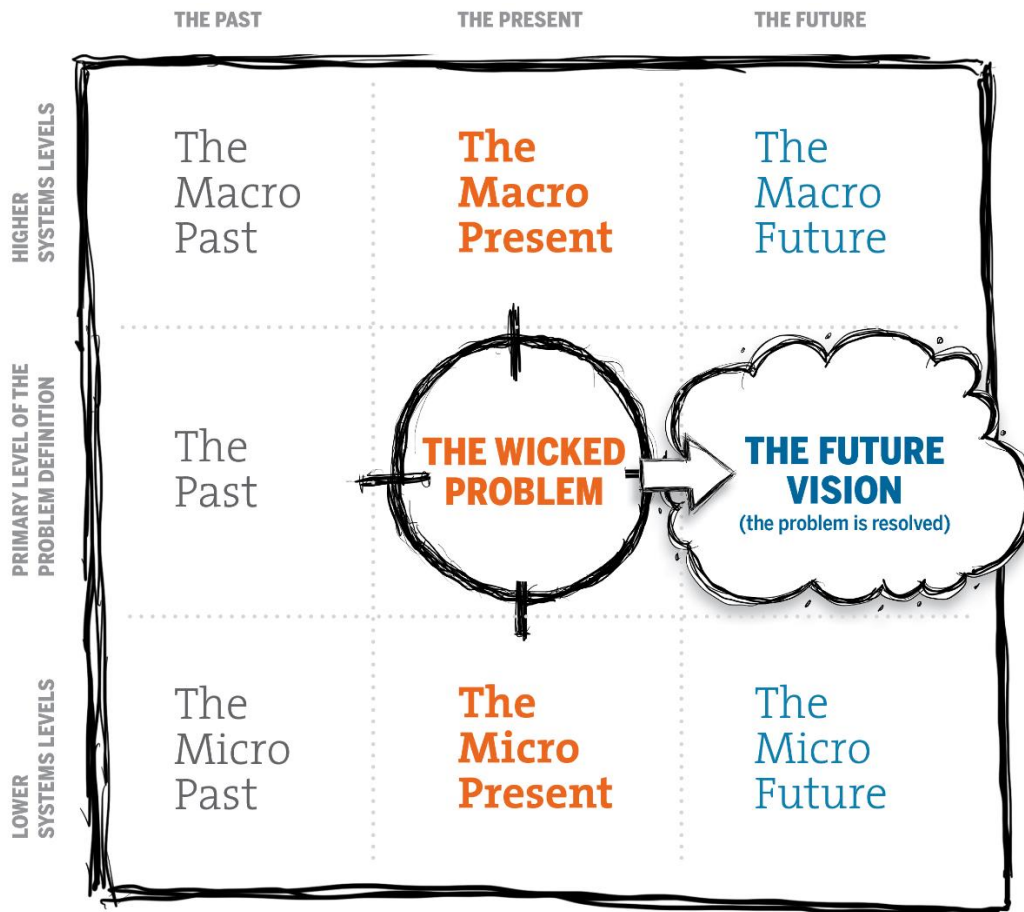 THE PAST
THE PRESENT
THE FUTURE
HIGHER
SYSTEMS LEVELS
The
Macro
Past
The
Macro
Present
The
Macro
Future
PRIMARY LEVEL OF THE
PROBLEM DEFINITION
The
Past
THE WICKED
PROBLEM
THE FUTURE
VISION
(the problem is resolved)
LOWER
SYSTEMS LEVELS
The
Micro
Past
The
Micro
Present
The
Micro
Future